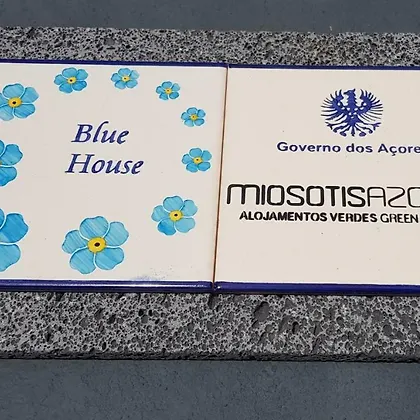 Blue
House
Governo dos Açore
MIOSOTISAZO
ALOJAMENTOS VERDES GREEN